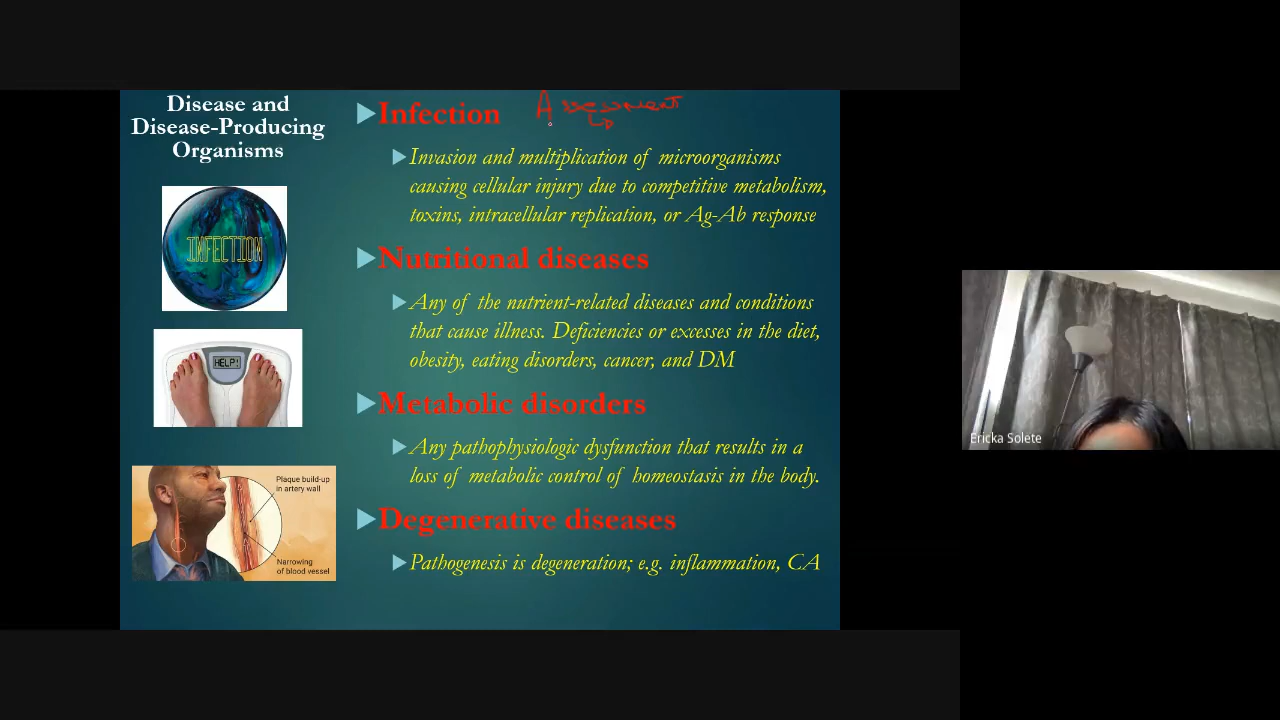 Disease and
Disease-Producing
Organisms
INFECTION
HELP!
Plaque build-up
in artery wall
Narrowing
of blood vessel
Infection
Assessment
Invasion and multiplication of microorganisms
causing cellular injury due to competitive metabolism,
toxins, intracellular replication, or Ag-Ab response
Nutritional diseases
Any of the nutrient-related diseases and conditions
that cause illness. Deficiencies or excesses in the diet,
obesity, eating disorders, cancer, and DM
Metabolic disorders
Any pathophysiologic dysfunction that results in a
loss of metabolic control of homeostasis in the body.
Degenerative diseases
Pathogenesis is degeneration; e.g. inflammation, CA
Ericka Solete